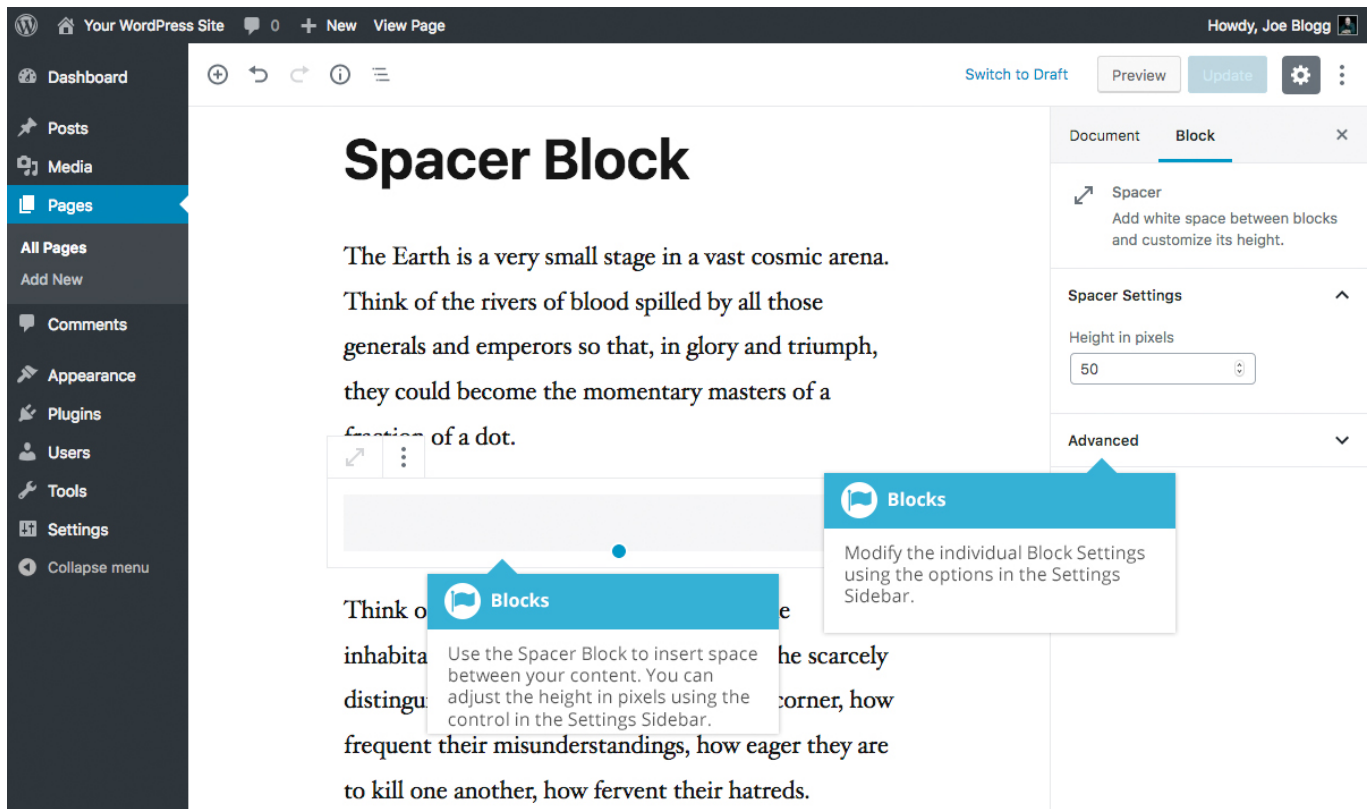 Your WordPress Site 0 + New View Page Howdy, Joe Blogg
Dashboard
Posts
Media
Pages
All Pages
Add New
Comments
Appearance
Plugins
Users
Tools
Settings
Collapse menu
Switch to Draft Preview Update
Spacer Block
The Earth is a very small stage in a vast cosmic arena.
Think of the rivers of blood spilled by all those
generals and emperors so that, in glory and triumph,
they could become the momentary masters of a
fraction of a dot.
Think o e
inhabita he scarcely
distingu corner, how
frequent their misunderstandings, how eager they are
to kill one another, how fervent their hatreds.
Blocks
Use the Spacer Block to insert space
between your content. You can
adjust the height in pixels using the
control in the Settings Sidebar.
Document Block
Spacer
Add white space between blocks
and customize its height.
Spacer Settings
Height in pixels
50
Advanced
Blocks
Modify the individual Block Settings
using the options in the Settings
Sidebar.